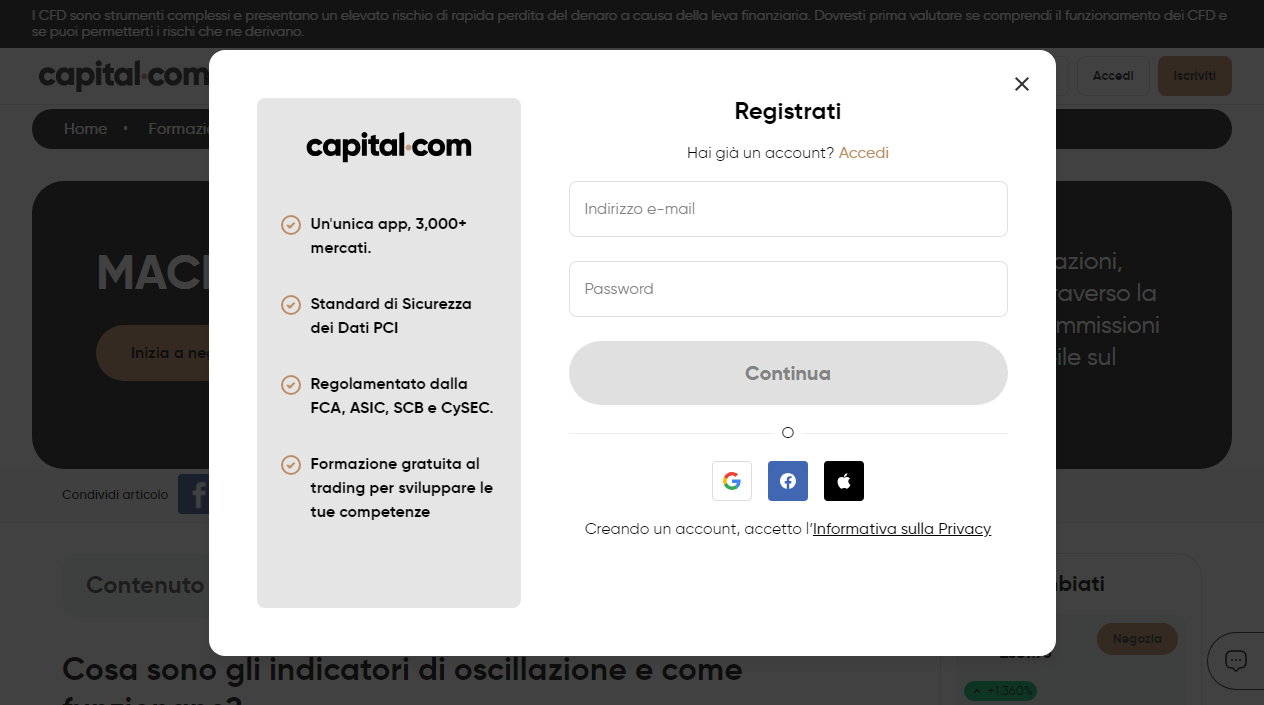 I CFD sono strumenti complessi e presentano un elevato rischio di rapida perdita del denaro a causa della leva finanziaria. Dovresti prima valutare se comprendi il funzionamento dei CFD e
se puoi permetterti i rischi che ne derivano.
capital.com
Accedi
Iscriviti
Home
Formazi
MAC
Inizia a ne
azioni,
raverso la
mmissioni
ile sul
Condividi articolo
Contenuto
Cosa sono gli indicatori di oscillazione e come
funzionano?
biati
Negozia
+1.360%
capital.com
Un'unica app, 3,000+
mercati.
Standard di Sicurezza
dei Dati PCI
Regolamentato dalla
FCA, ASIC, SCB e CySEC.
Formazione gratuita al
trading per sviluppare le
tue competenze
Registrati
Hai già un account? Accedi
Indirizzo e-mail
Password
Continua
O
Creando un account, accetto l'Informativa sulla Privacy